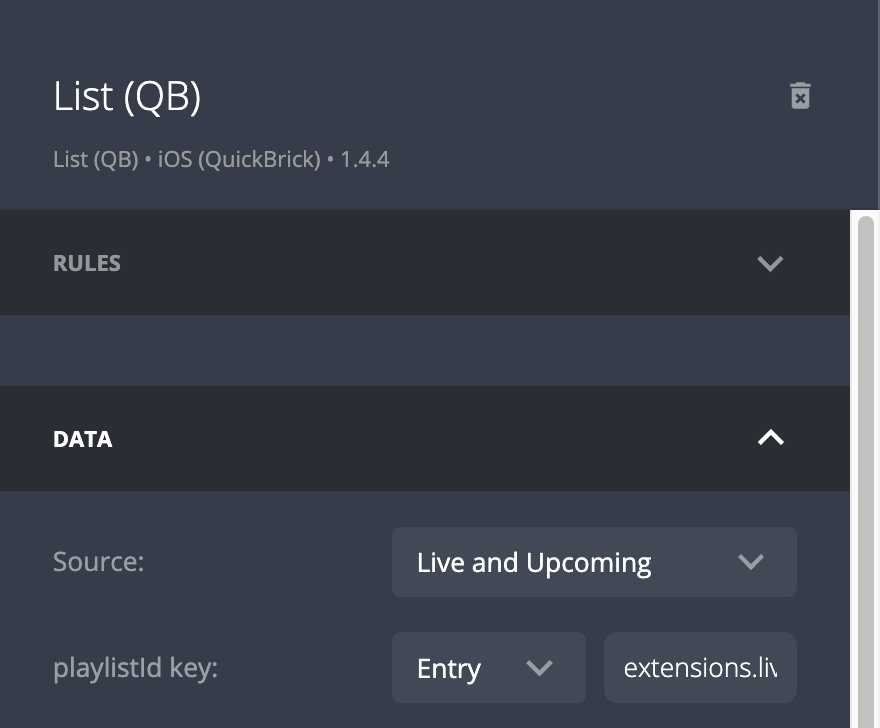 List (QB)
List (QB) • iOS (QuickBrick) • 1.4.4
RULES
DATA
Source:
Live and Upcoming
playlistId key:
Entry
extensions.liv